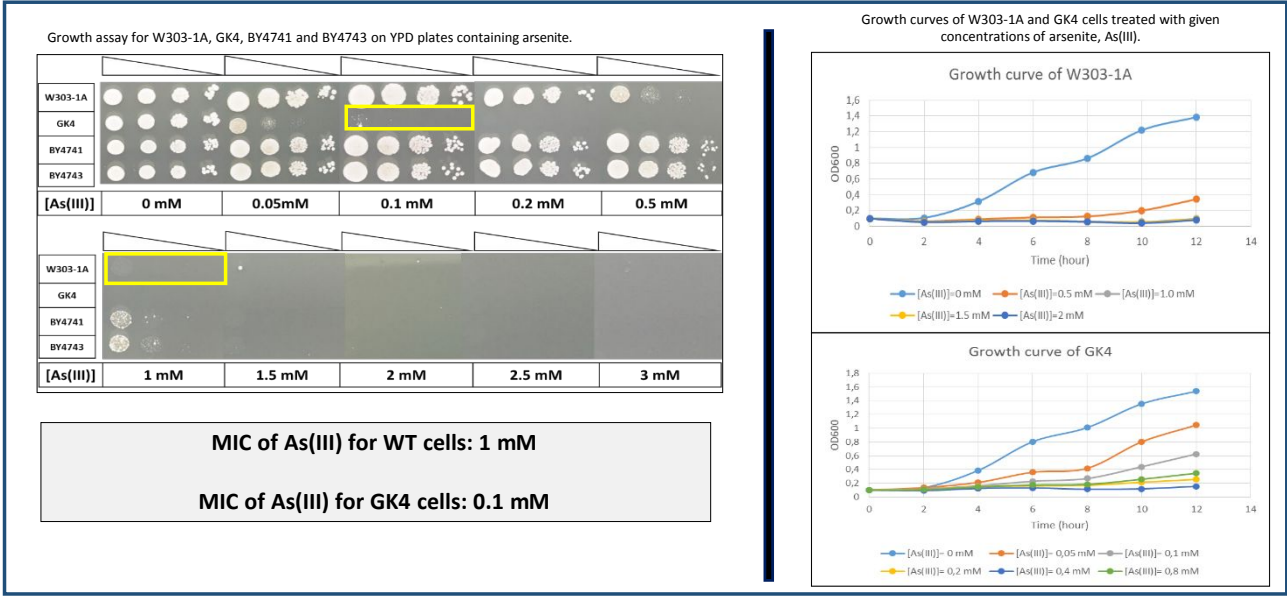 Growth assay for W303-1A, GK4, BY4741 and BY4743 on YPD plates containing arsenite.
W303-1A
GK4
BY4741
BY4743
[As(III)]
0 mM
0.05mM
0.1 mM
0.2 mM
0.5 mM
W303-1A
GK4
BY4741
BY4743
[As(III)]
1 mM
1.5 mM
2 mM
2.5 mM
3 mM
MIC of As(III) for WT cells: 1 mM
MIC of As(III) for GK4 cells: 0.1 mM
Growth curves of W303-1A and GK4 cells treated with given
concentrations of arsenite, As(III).
Growth curve of W303-1A
OD600
1,6
1,4
1,2
1
0,8
0,6
0,4
0,2
0
0 2 4 6 8 10 12 14
Time (hour)
[As(III)]=0 mM [As(III)]=0.5 mM [As(III)]=1.0 mM
[As(III)]=1.5 mM [As(III)]=2 mM
Growth curve of GK4
OD600
1,8
1,6
1,4
1,2
1
0,8
0,6
0,4
0,2
0
0 2 4 6 8 10 12 14
Time (hour)
[As(III)]= 0 mM [As(III)]= 0,05 mM [As(III)]= 0,1 mM
[As(III)]= 0,2 mM [As(III)]= 0,4 mM [As(III)]= 0,8 mM